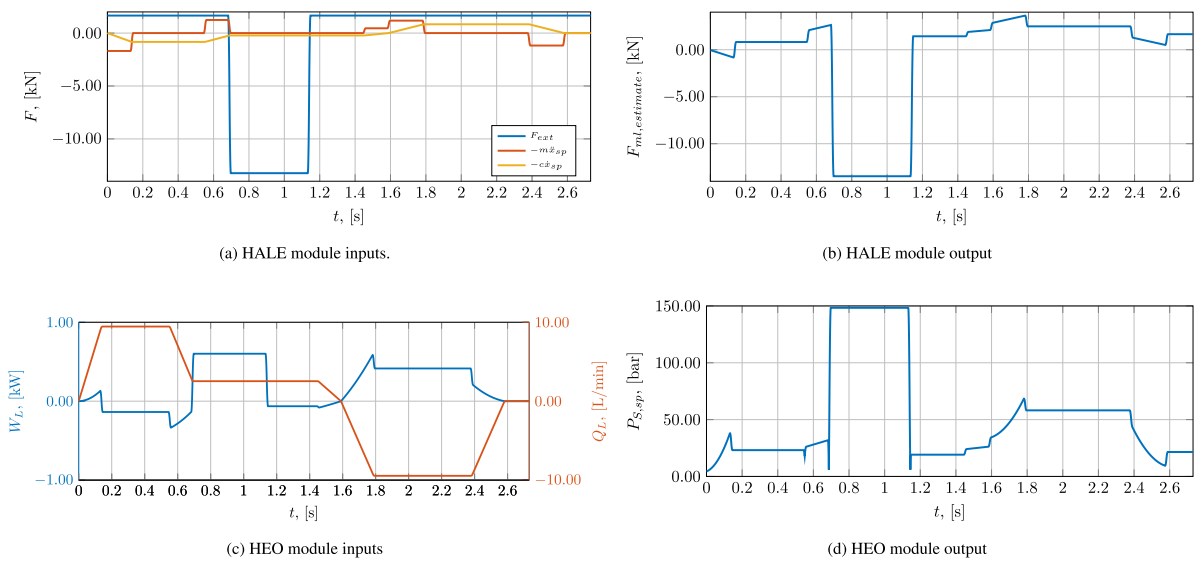 0.00
−5.00
−10.00
F, [kN]
F_ext
−mẍ_sp
−cẋ_sp
0 0.2 0.4 0.6 0.8 1 1.2 1.4 1.6 1.8 2 2.2 2.4 2.6
t, [s]
(a) HALE module inputs.
0.00
−5.00
−10.00
F_ml,estimate, [kN]
0 0.2 0.4 0.6 0.8 1 1.2 1.4 1.6 1.8 2 2.2 2.4 2.6
t, [s]
(b) HALE module output
1.00
0.00
−1.00
W_L, [kW]
10.00
0.00
−10.00
Q_L, [L/min]
0 0.2 0.4 0.6 0.8 1 1.2 1.4 1.6 1.8 2 2.2 2.4 2.6
t, [s]
(c) HEO module inputs
150.00
100.00
50.00
0.00
P_S,sp, [bar]
0 0.2 0.4 0.6 0.8 1 1.2 1.4 1.6 1.8 2 2.2 2.4 2.6
t, [s]
(d) HEO module output